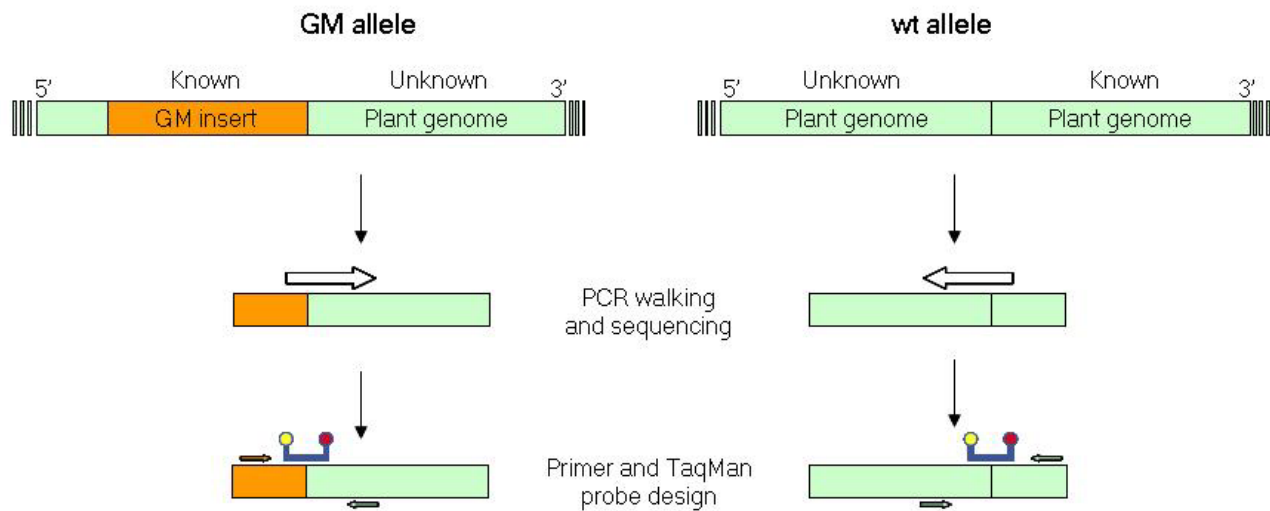 GM allele
wt allele
5’ Known Unknown 3’
GM insert Plant genome
Unknown Known
5’ 3’
Plant genome Plant genome
PCR walking
and sequencing
Primer and TaqMan
probe design